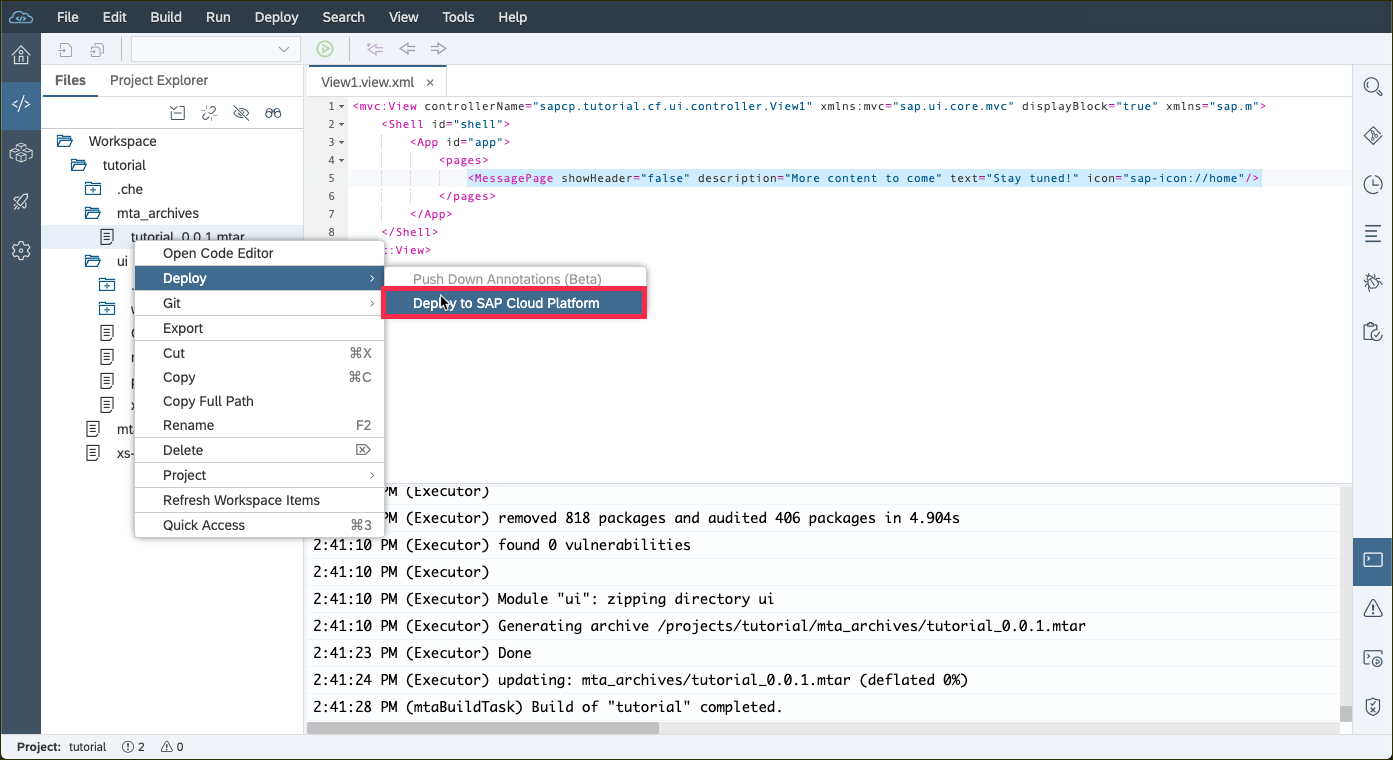 File Edit Build Run Deploy Search View Tools Help
Files Project Explorer
View1.view.xml ×
Workspace
tutorial
.che
mta_archives
tutorial_0.0.1.mtar
ui
1 <mvc:View controllerName="sapcp.tutorial.cf.ui.controller.View1" xmlns:mvc="sap.ui.core.mvc" displayBlock="true" xmlns="sap.m">
2 <Shell id="shell">
3 <App id="app">
4 <pages>
5 <MessagePage showHeader="false" description="More content to come" text="Stay tuned!" icon="sap-icon://home"/>
6 </pages>
7 </App>
8 </Shell>
:View>
Open Code Editor
Deploy
Git
Export
Cut ⌘X
Copy ⌘C
Copy Full Path
Rename F2
Delete ⌦
Project
Refresh Workspace Items
Quick Access ⌘3
Push Down Annotations (Beta)
Deploy to SAP Cloud Platform
mt
xs-
PM (Executor)
PM (Executor) removed 818 packages and audited 406 packages in 4.904s
2:41:10 PM (Executor) found 0 vulnerabilities
2:41:10 PM (Executor)
2:41:10 PM (Executor) Module "ui": zipping directory ui
2:41:10 PM (Executor) Generating archive /projects/tutorial/mta_archives/tutorial_0.0.1.mtar
2:41:23 PM (Executor) Done
2:41:24 PM (Executor) updating: mta_archives/tutorial_0.0.1.mtar (deflated 0%)
2:41:28 PM (mtaBuildTask) Build of "tutorial" completed.
Project: tutorial 2 0